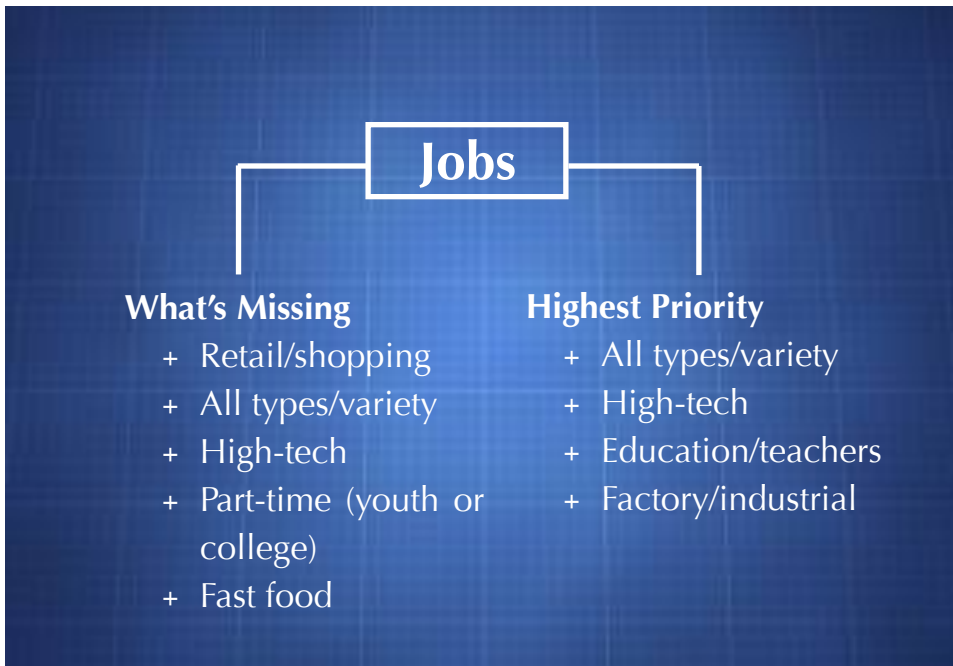 Jobs
What's Missing
+ Retail/shopping
+ All types/variety
+ High-tech
+ Part-time (youth or
college)
+ Fast food
Highest Priority
+ All types/variety
+ High-tech
+ Education/teachers
+ Factory/industrial